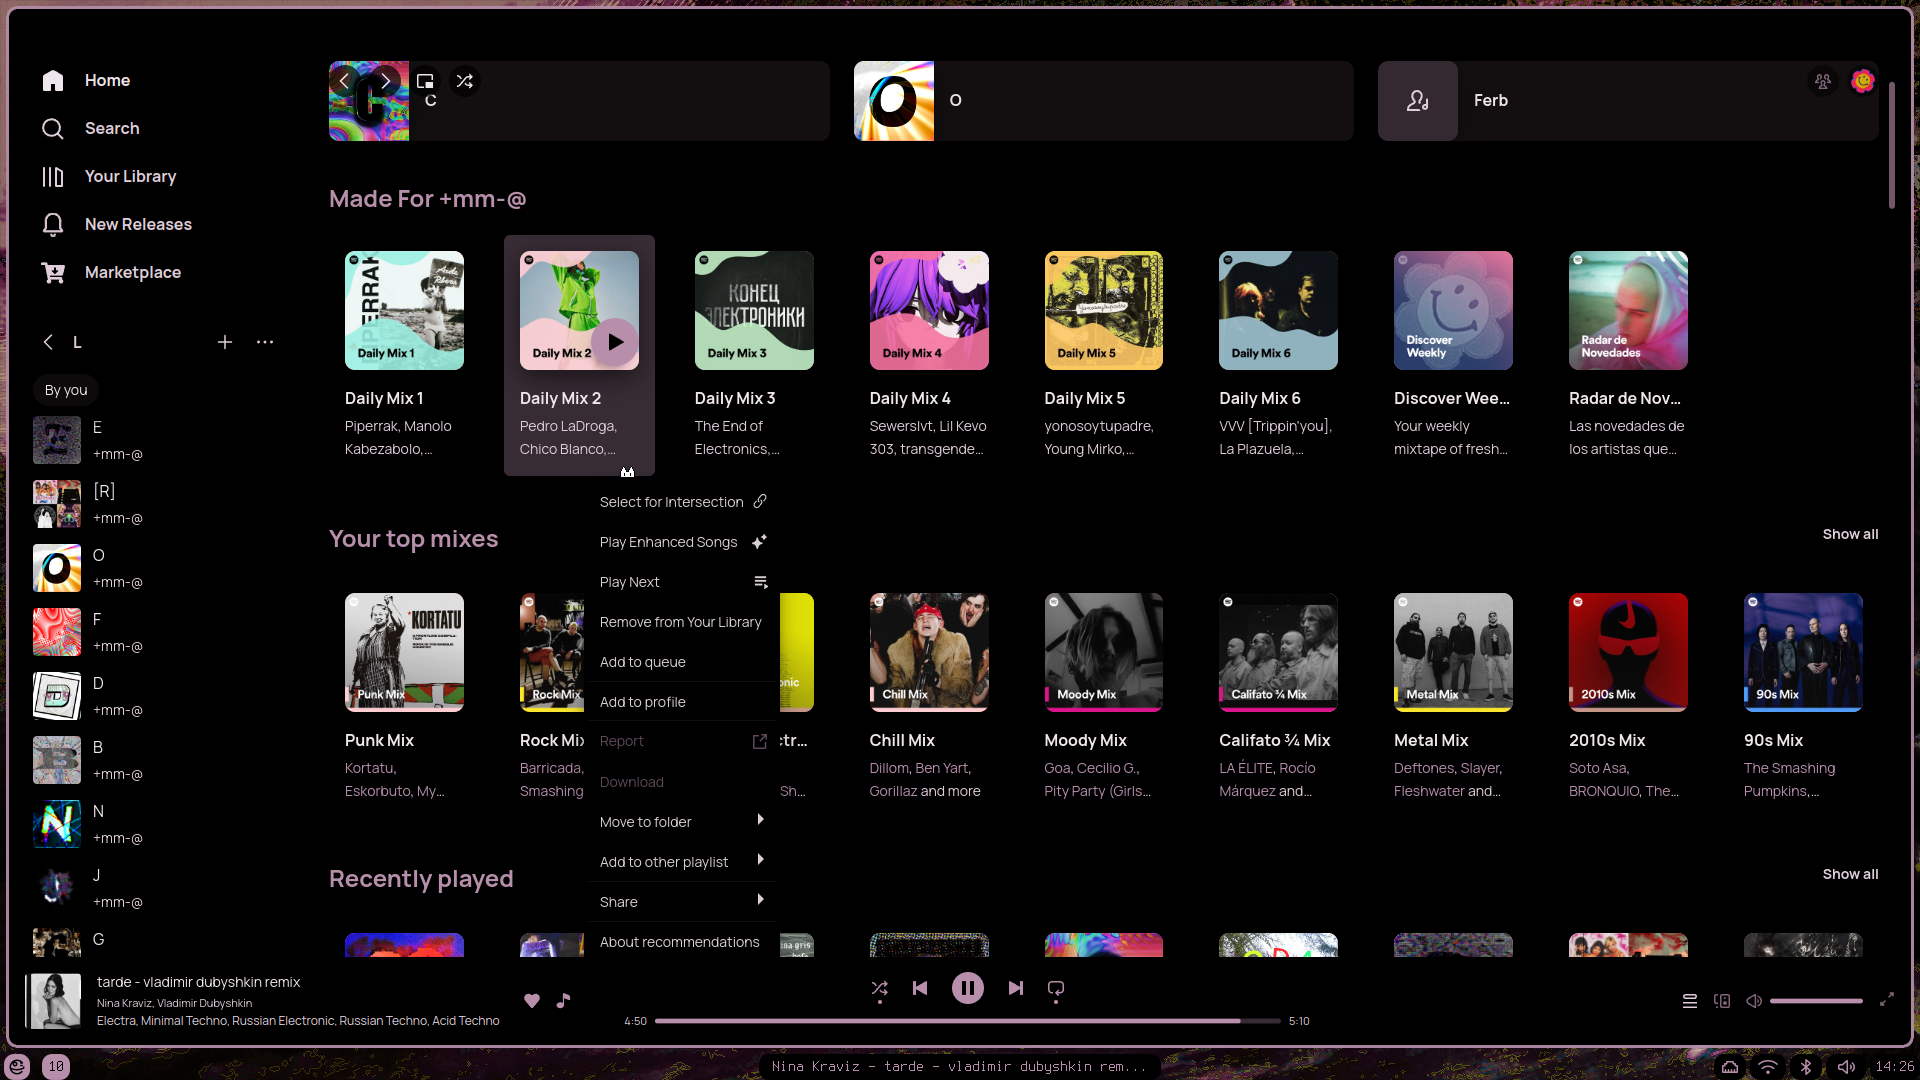 Home
Search
Your Library
New Releases
Marketplace
L
By you
E
+mm-@
[R]
+mm-@
O
+mm-@
F
+mm-@
D
+mm-@
B
+mm-@
N
+mm-@
J
+mm-@
G
C
O
Ferb
Made For +mm-@
PIPERRAK
Daily Mix 1
Daily Mix 2
КОНЕЦ
ЭЛЕКТРОНИКИ
Daily Mix 3
Daily Mix 4
yonosoytupadre
Daily Mix 5
Daily Mix 6
Discover
Weekly
Radar de
Novedades
Daily Mix 1
Piperrak, Manolo
Kabezabolo,...
Daily Mix 2
Pedro LaDroga,
Chico Blanco,...
Daily Mix 3
The End of
Electronics,...
Daily Mix 4
Sewerslvt, Lil Kevo
303, transgende...
Daily Mix 5
yonosoytupadre,
Young Mirko,...
Daily Mix 6
VVV [Trippin'you],
La Plazuela,...
Discover Wee...
Your weekly
mixtape of fresh...
Radar de Nov...
Las novedades de
los artistas que...
Select for Intersection
Play Enhanced Songs
Play Next
Remove from Your Library
Add to queue
Add to profile
Report
Download
Move to folder
Add to other playlist
Share
About recommendations
Your top mixes
Show all
KORTATU
Punk Mix
Rock Mix
onic
Chill Mix
Moody Mix
Califato ¾ Mix
Metal Mix
2010s Mix
90s Mix
Punk Mix
Kortatu,
Eskorbuto, My...
Rock Mix
Barricada,
Smashing
ctr...
Sh...
Chill Mix
Dillom, Ben Yart,
Gorillaz and more
Moody Mix
Goa, Cecilio G.,
Pity Party (Girls...
Califato ¾ Mix
LA ÉLITE, Rocío
Márquez and...
Metal Mix
Deftones, Slayer,
Fleshwater and...
2010s Mix
Soto Asa,
BRONQUIO, The...
90s Mix
The Smashing
Pumpkins,...
Recently played
Show all
tarde - vladimir dubyshkin remix
Nina Kraviz, Vladimir Dubyshkin
Electra, Minimal Techno, Russian Electronic, Russian Techno, Acid Techno
4:50
5:10
10
Nina Kraviz - tarde - vladimir dubyshkin rem...
14:26